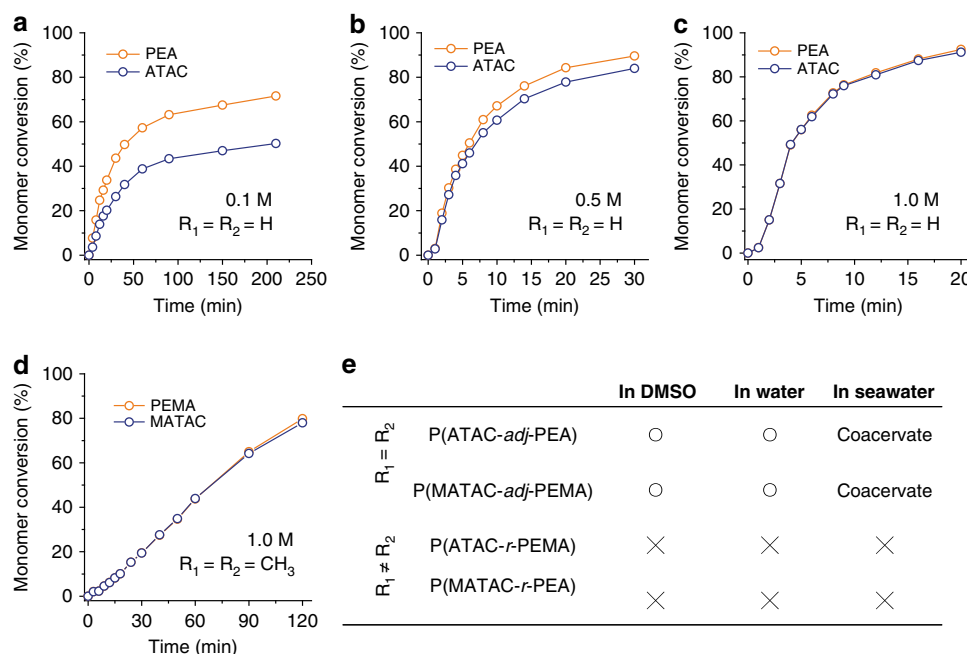 a
Monomer conversion (%)
100
80
60
40
20
0
PEA
ATAC
0.1 M
R₁ = R₂ = H
0 50 100 150 200 250
Time (min)
b
Monomer conversion (%)
100
80
60
40
20
0
PEA
ATAC
0.5 M
R₁ = R₂ = H
0 5 10 15 20 25 30
Time (min)
c
Monomer conversion (%)
100
80
60
40
20
0
PEA
ATAC
1.0 M
R₁ = R₂ = H
0 5 10 15 20
Time (min)
d
Monomer conversion (%)
100
80
60
40
20
0
PEMA
MATAC
1.0 M
R₁ = R₂ = CH₃
0 30 60 90 120
Time (min)
e
In DMSO In water In seawater
R₁ = R₂
P(ATAC-adj-PEA) ○ ○ Coacervate
P(MATAC-adj-PEMA) ○ ○ Coacervate
R₁ ≠ R₂
P(ATAC-r-PEMA) × × ×
P(MATAC-r-PEA) × × ×